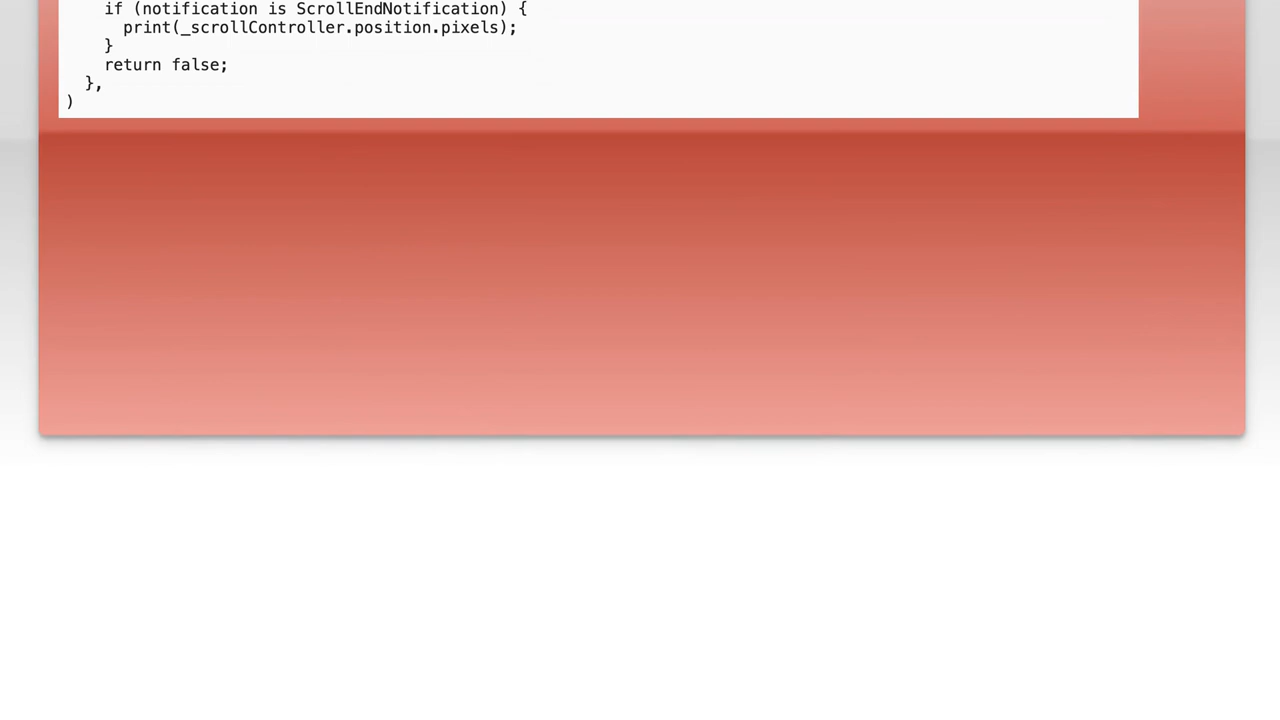 if (notification is ScrollEndNotification) {
print(_scrollController.position.pixels);
}
return false;
},
)